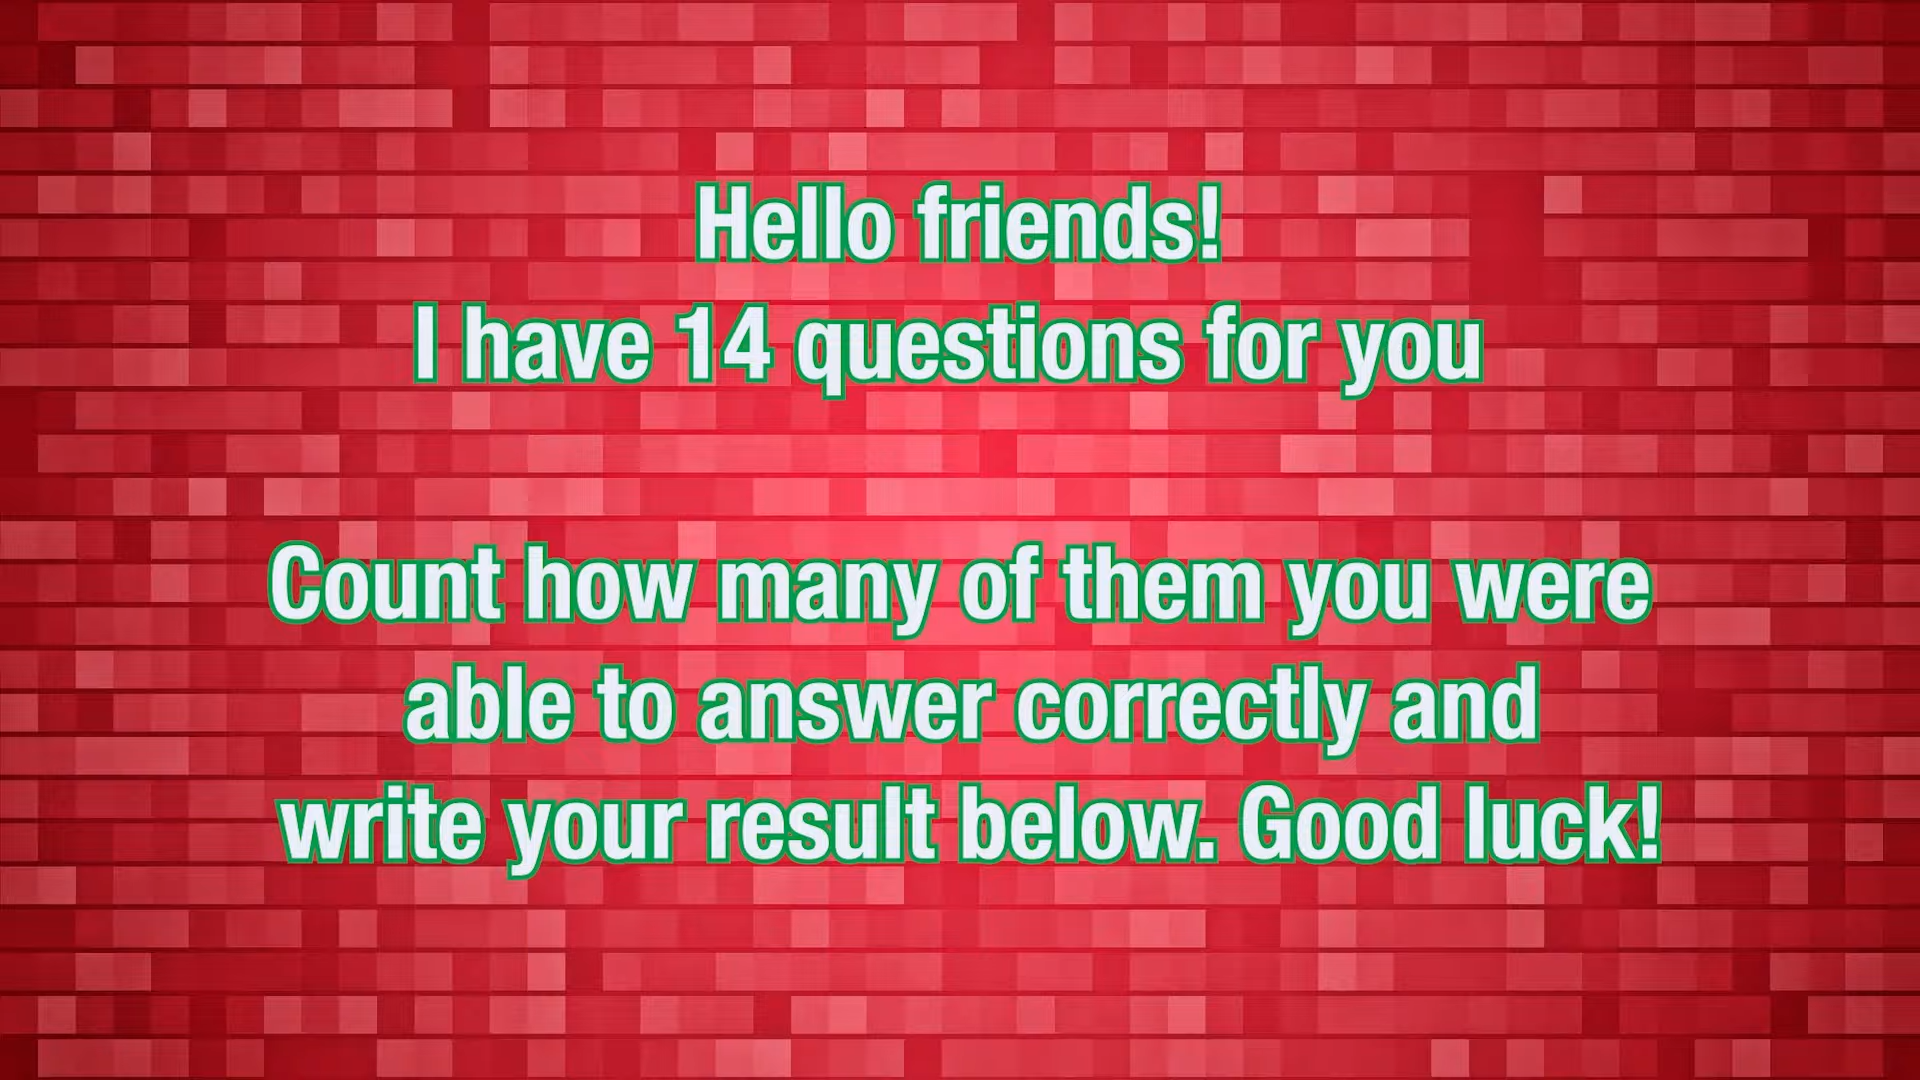 Hello friends!
I have 14 questions for you
Count how many of them you were
able to answer correctly and
write your result below. Good luck!